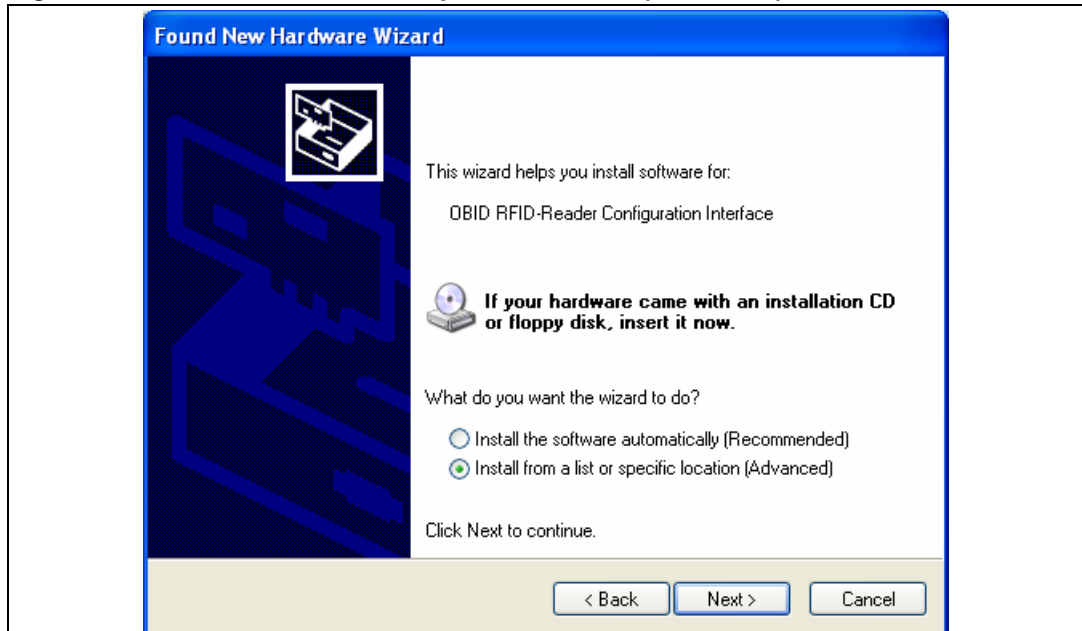 Found New Hardware Wizard
This wizard helps you install software for:
OBID RFID-Reader Configuration Interface
If your hardware came with an installation CD
or floppy disk, insert it now.
What do you want the wizard to do?
Install the software automatically (Recommended)
Install from a list or specific location (Advanced)
Click Next to continue.
< Back Next > Cancel